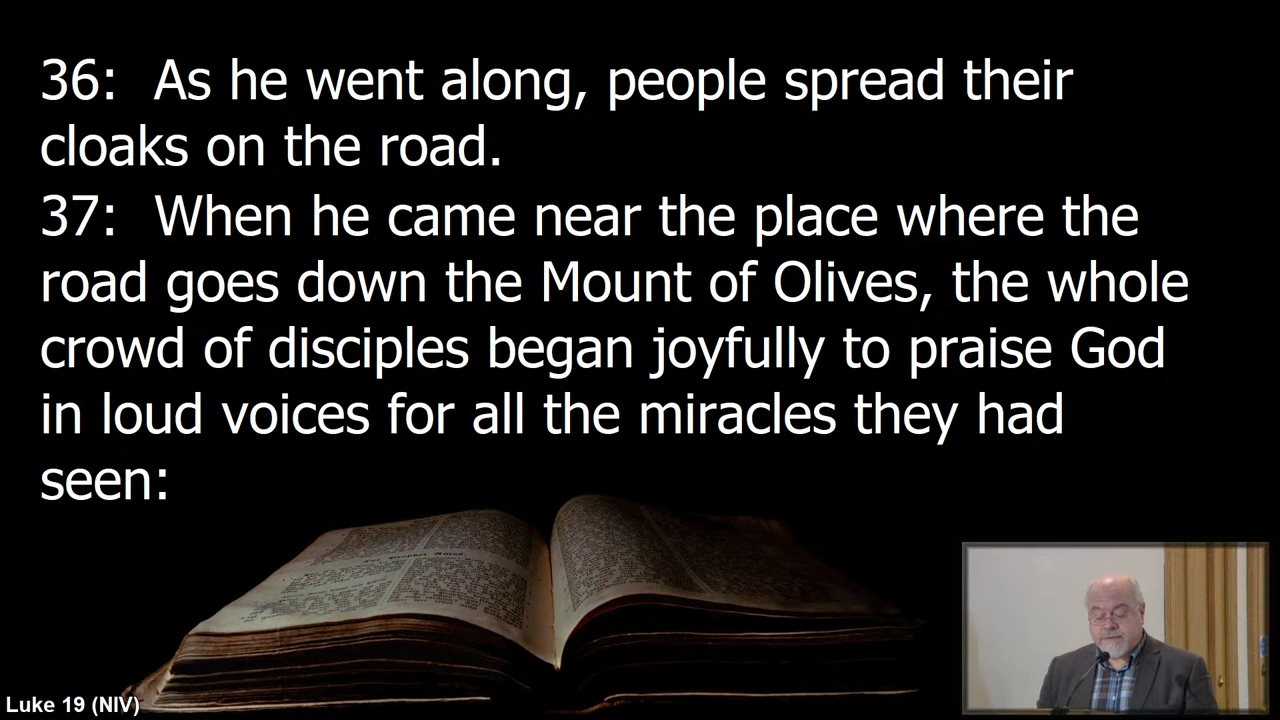 36:  As he went along, people spread their
cloaks on the road.
37:  When he came near the place where the
road goes down the Mount of Olives, the whole
crowd of disciples began joyfully to praise God
in loud voices for all the miracles they had
seen:
Luke 19 (NIV)